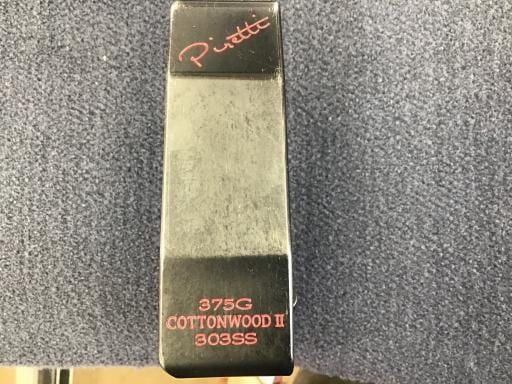 Piretti
375G
COTTONWOOD II
303SS